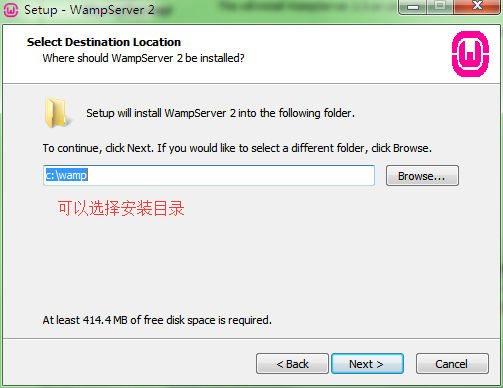 Setup - WampServer 2
Select Destination Location
Where should WampServer 2 be installed?
Setup will install WampServer 2 into the following folder.
To continue, click Next. If you would like to select a different folder, click Browse.
c:\wamp
Browse...
可以选择安装目录
At least 414.4 MB of free disk space is required.
< Back
Next >
Cancel